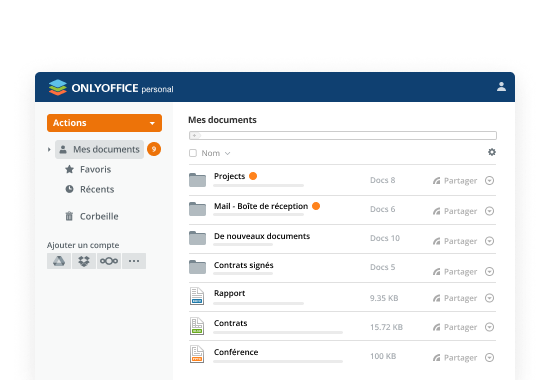 ONLYOFFICE personal
Actions
Mes documents 9
Favoris
Récents
Corbeille
Ajouter un compte
Mes documents
Nom
Projects Docs 8 Partager
Mail - Boîte de réception Docs 6 Partager
De nouveaux documents Docs 10 Partager
Contrats signés Docs 5 Partager
Rapport 9.35 KB Partager
Contrats 15.72 KB Partager
Conférence 100 KB Partager